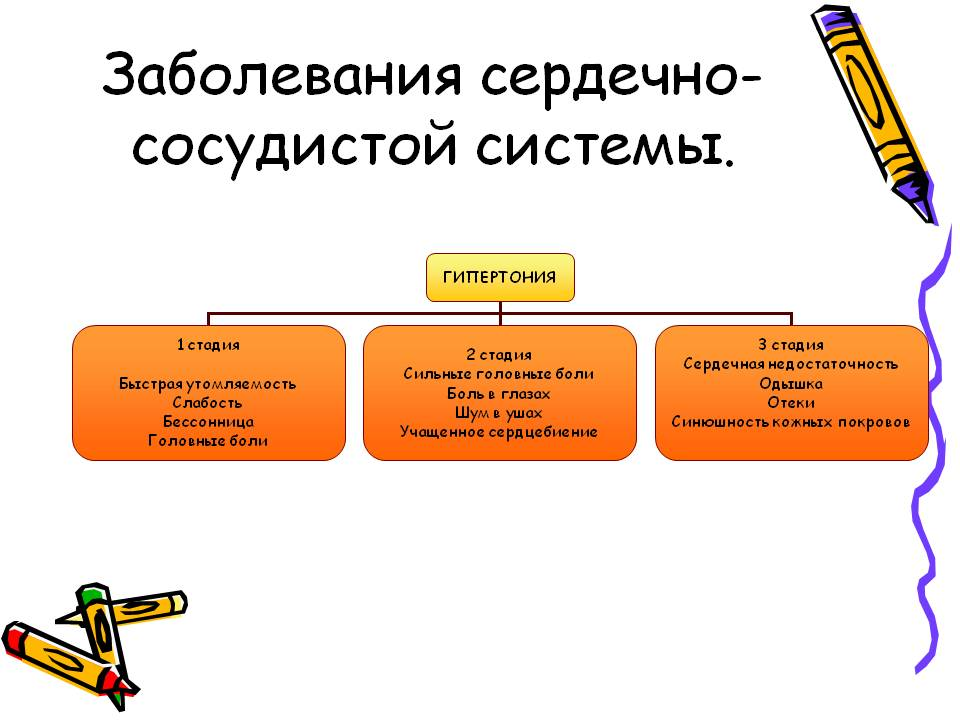 Заболевания сердечно-
сосудистой системы.
ГИПЕРТОНИЯ
1 стадия
Быстрая утомляемость
Слабость
Бессонница
Головные боли
2 стадия
Сильные головные боли
Боль в глазах
Шум в ушах
Учащенное сердцебиение
3 стадия
Сердечная недостаточность
Одышка
Отеки
Синюшность кожных покровов